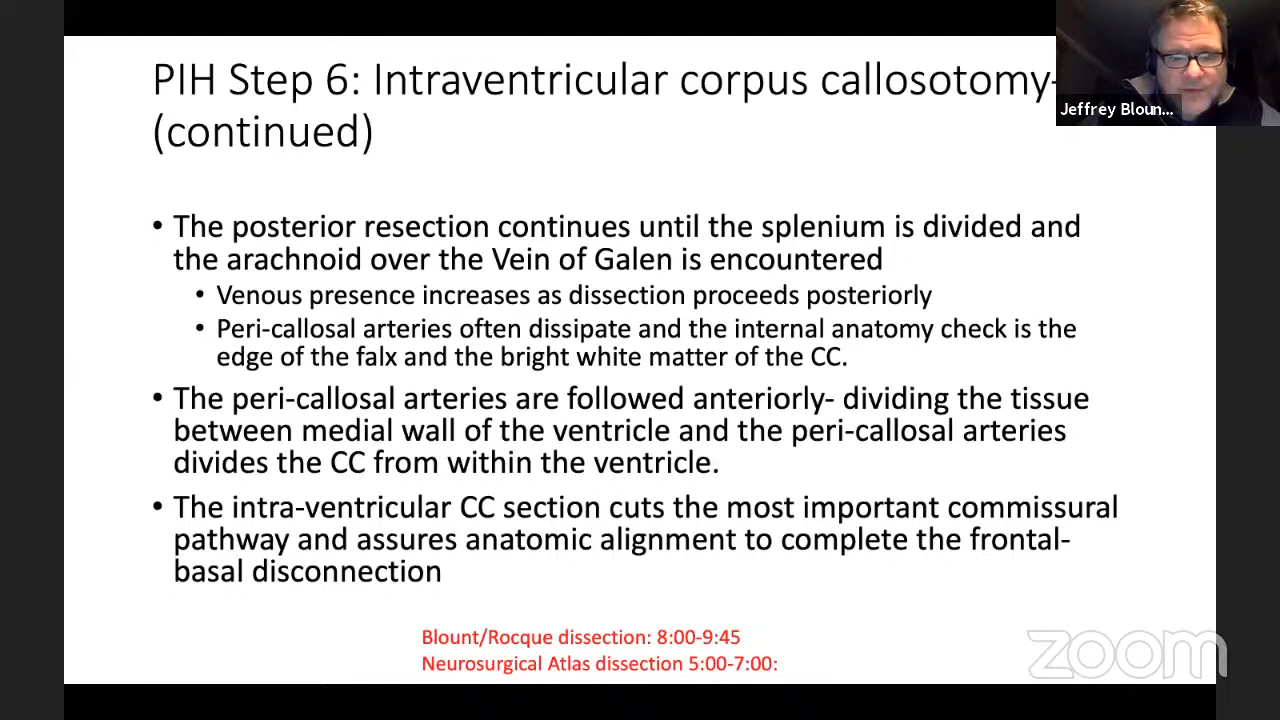 PIH Step 6: Intraventricular corpus callosotomy-
(continued)
Jeffrey Bloun...
• The posterior resection continues until the splenium is divided and
the arachnoid over the Vein of Galen is encountered
• Venous presence increases as dissection proceeds posteriorly
• Peri-callosal arteries often dissipate and the internal anatomy check is the
edge of the falx and the bright white matter of the CC.
• The peri-callosal arteries are followed anteriorly- dividing the tissue
between medial wall of the ventricle and the peri-callosal arteries
divides the CC from within the ventricle.
• The intra-ventricular CC section cuts the most important commissural
pathway and assures anatomic alignment to complete the frontal-
basal disconnection
Blount/Rocque dissection: 8:00-9:45
Neurosurgical Atlas dissection 5:00-7:00:
zoom